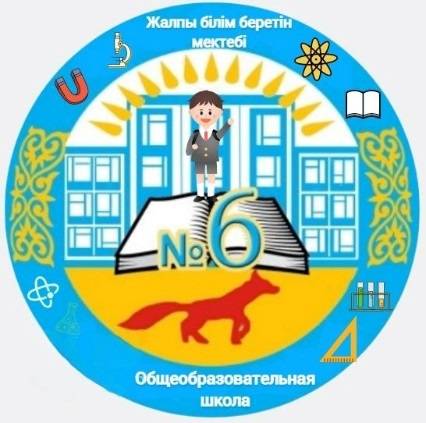 Жалпы білім беретін
мектебі
№6
Общеобразовательная
школа